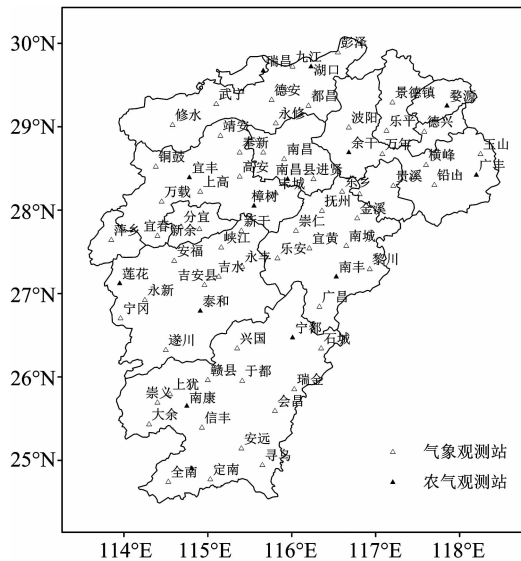 30°N
29°N
28°N
27°N
26°N
25°N
彭泽
九江
瑞昌
湖口
景德镇
婺源
德安
都昌
武宁
永修
修水
波阳
乐平
德兴
靖安
奉新
南昌
余干
万年
玉山
横峰
铜鼓
宜丰
高安
南昌县
进贤
东乡
贵溪
铅山
广丰
上高
万载
樟树
抚州
金溪
分宜
新干
崇仁
萍乡
宜春
新余
峡江
宜黄
南城
安福
永丰
乐安
黎川
莲花
吉安县
吉水
南丰
永新
宁冈
泰和
广昌
遂川
兴国
宁都
石城
赣县
于都
瑞金
崇义
上犹
南康
会昌
大余
信丰
安远
寻乌
全南
定南
气象观测站
农气观测站
114°E 115°E 116°E 117°E 118°E